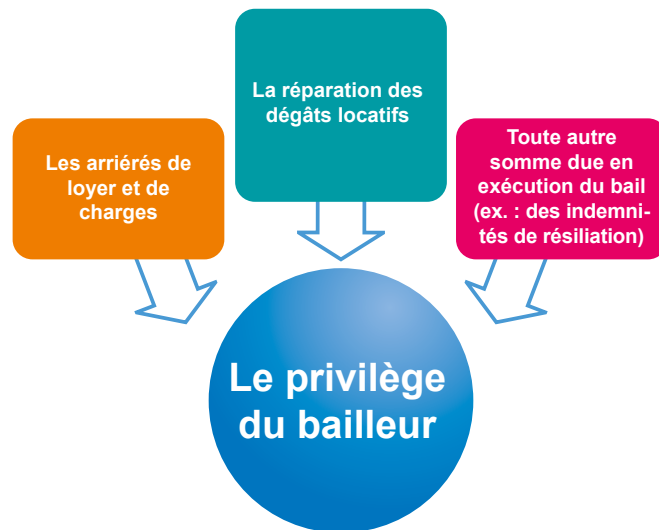 La réparation des
dégâts locatifs
Les arriérés de
loyer et de
charges
Toute autre
somme due en
exécution du bail
(ex. : des indemni-
tés de résiliation)
Le privilège
du bailleur